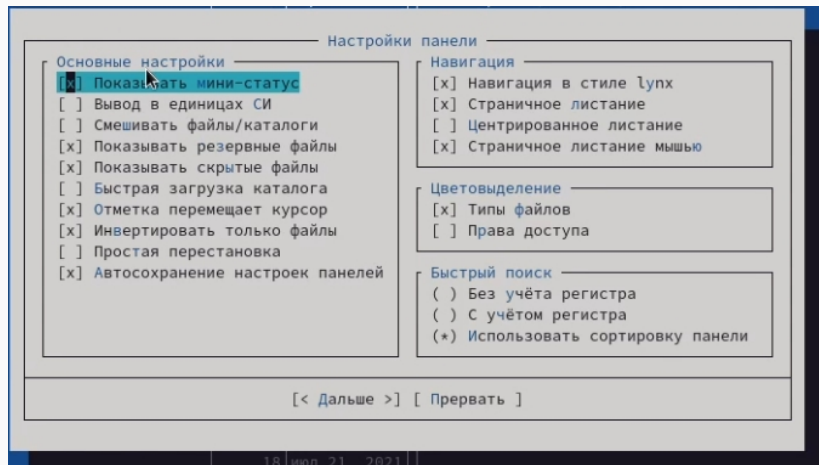 Настройки панели
Основные настройки
[x] Показывать мини-статус
[ ] Вывод в единицах СИ
[ ] Смешивать файлы/каталоги
[x] Показывать резервные файлы
[x] Показывать скрытые файлы
[ ] Быстрая загрузка каталога
[x] Отметка перемещает курсор
[x] Инвертировать только файлы
[ ] Простая перестановка
[x] Автосохранение настроек панелей
Навигация
[x] Навигация в стиле lynx
[x] Страничное листание
[ ] Центрированное листание
[x] Страничное листание мышью
Цветовыделение
[x] Типы файлов
[ ] Права доступа
Быстрый поиск
( ) Без учёта регистра
( ) С учётом регистра
(*) Использовать сортировку панели
[< Дальше >] [ Прервать ]
18 июл 21 2021